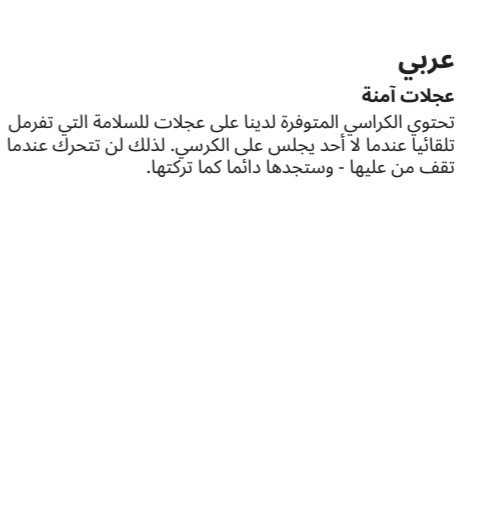 عربي
عجلات آمنة
تحتوي الكراسي المتوفرة لدينا على عجلات للسلامة التي تفرمل
تلقائيا عندما لا أحد يجلس على الكرسي. لذلك لن تتحرك عندما
تقف من عليها - وستجدها دائما كما تركتها.